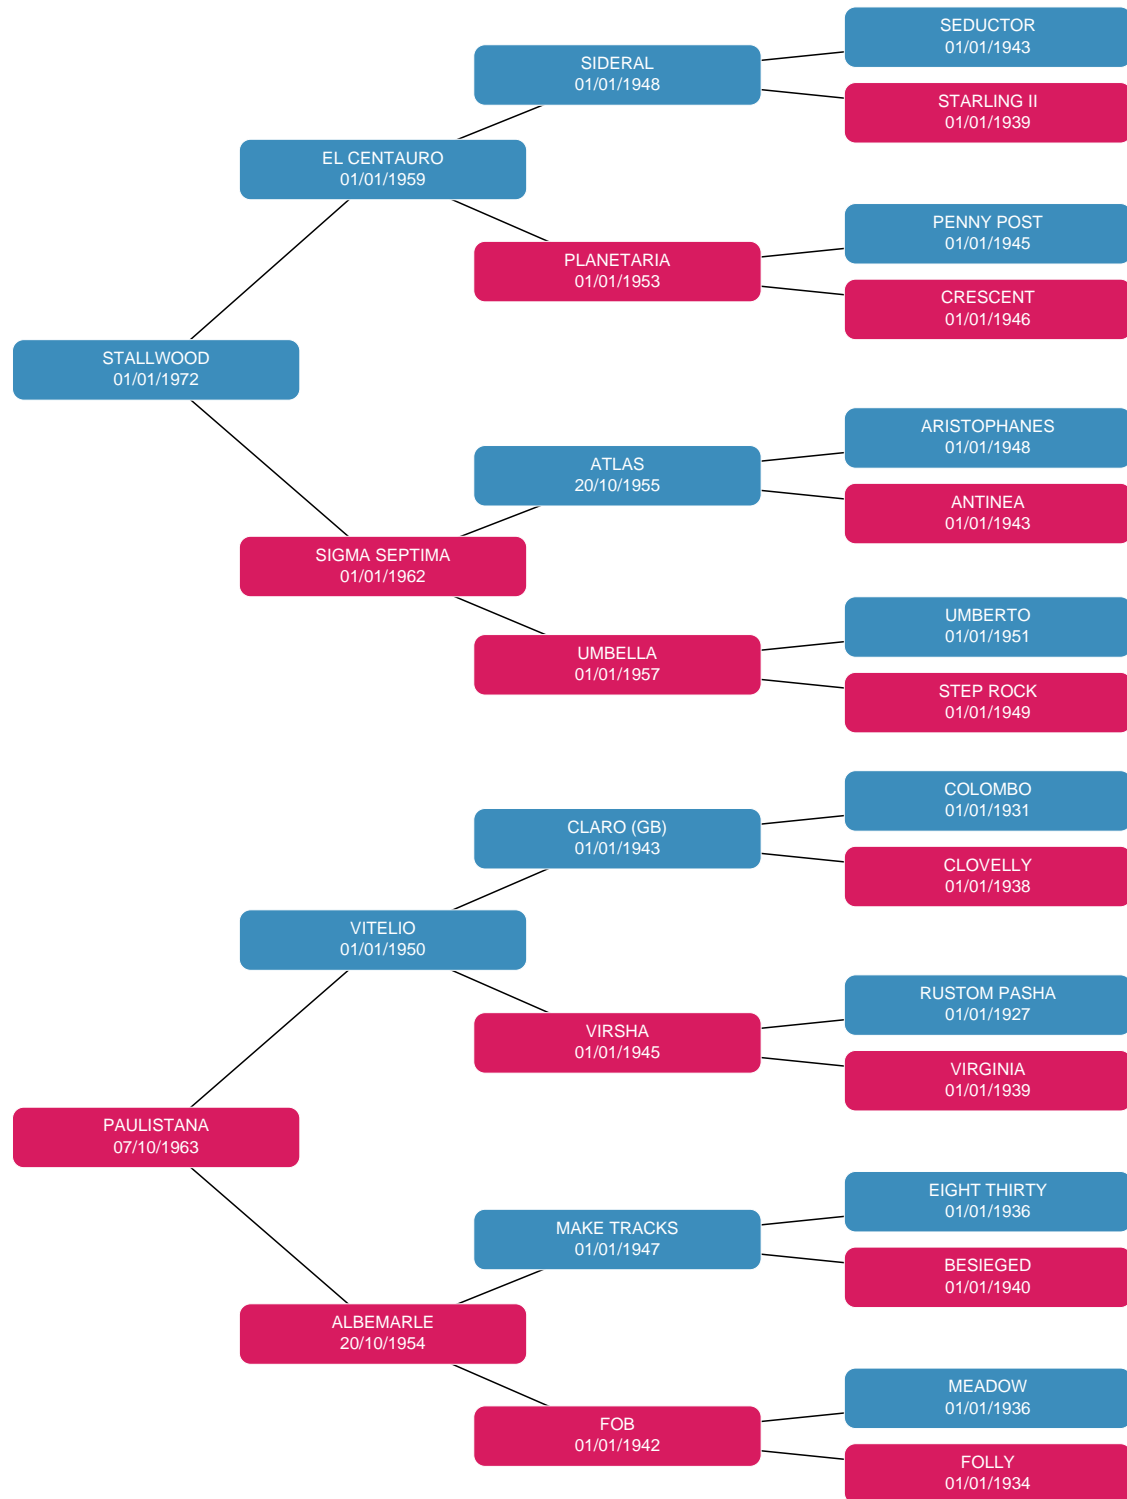 SEDUCTOR
01/01/1943
SIDERAL
01/01/1948
STARLING II
01/01/1939
EL CENTAURO
01/01/1959
PENNY POST
01/01/1945
PLANETARIA
01/01/1953
CRESCENT
01/01/1946
STALLWOOD
01/01/1972
ARISTOPHANES
01/01/1948
ATLAS
20/10/1955
ANTINEA
01/01/1943
SIGMA SEPTIMA
01/01/1962
UMBERTO
01/01/1951
UMBELLA
01/01/1957
STEP ROCK
01/01/1949
COLOMBO
01/01/1931
CLARO (GB)
01/01/1943
CLOVELLY
01/01/1938
VITELIO
01/01/1950
RUSTOM PASHA
01/01/1927
VIRSHA
01/01/1945
VIRGINIA
01/01/1939
PAULISTANA
07/10/1963
EIGHT THIRTY
01/01/1936
MAKE TRACKS
01/01/1947
BESIEGED
01/01/1940
ALBEMARLE
20/10/1954
MEADOW
01/01/1936
FOB
01/01/1942
FOLLY
01/01/1934